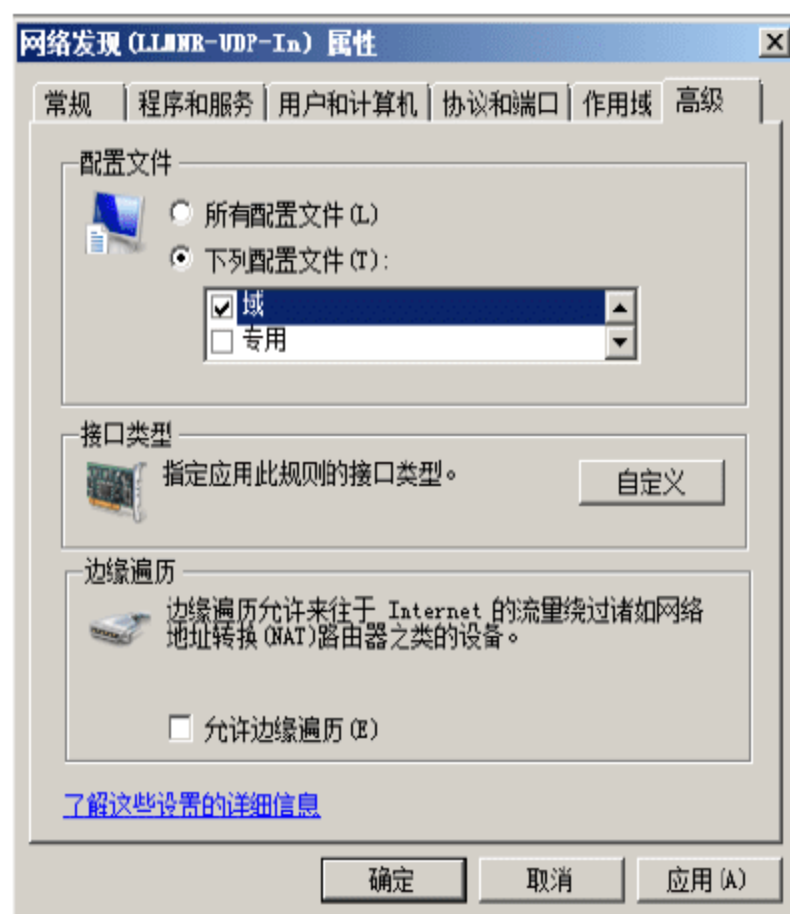 网络发现(LLMNR-UDP-In) 属性
常规 程序和服务 用户和计算机 协议和端口 作用域 高级
配置文件
所有配置文件(L)
下列配置文件(T):
域
专用
接口类型
指定应用此规则的接口类型。
自定义
边缘遍历
边缘遍历允许来往于 Internet 的流量绕过诸如网络
地址转换(NAT)路由器之类的设备。
允许边缘遍历(E)
了解这些设置的详细信息
确定 取消 应用(A)